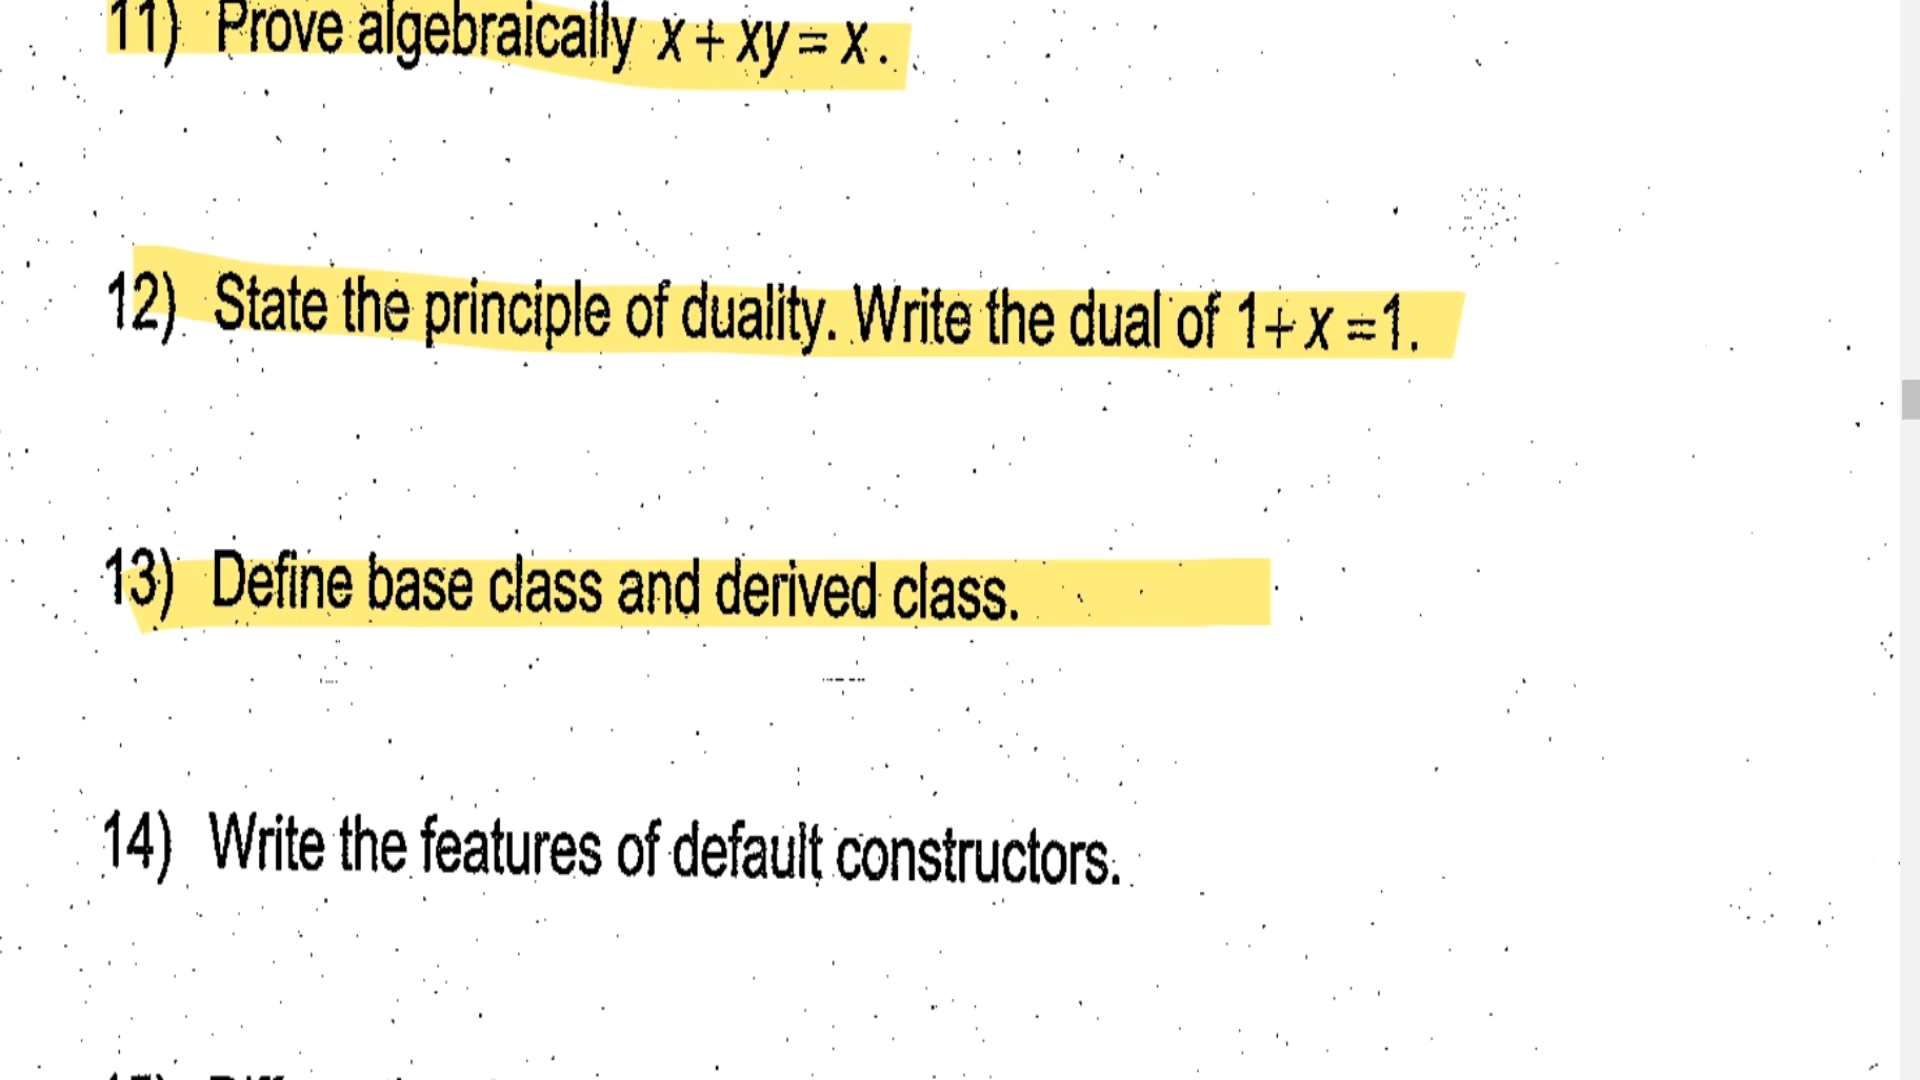 11) Prove algebraically x + xy = x.
12) State the principle of duality. Write the dual of 1 + x = 1.
13) Define base class and derived class.
14) Write the features of default constructors.